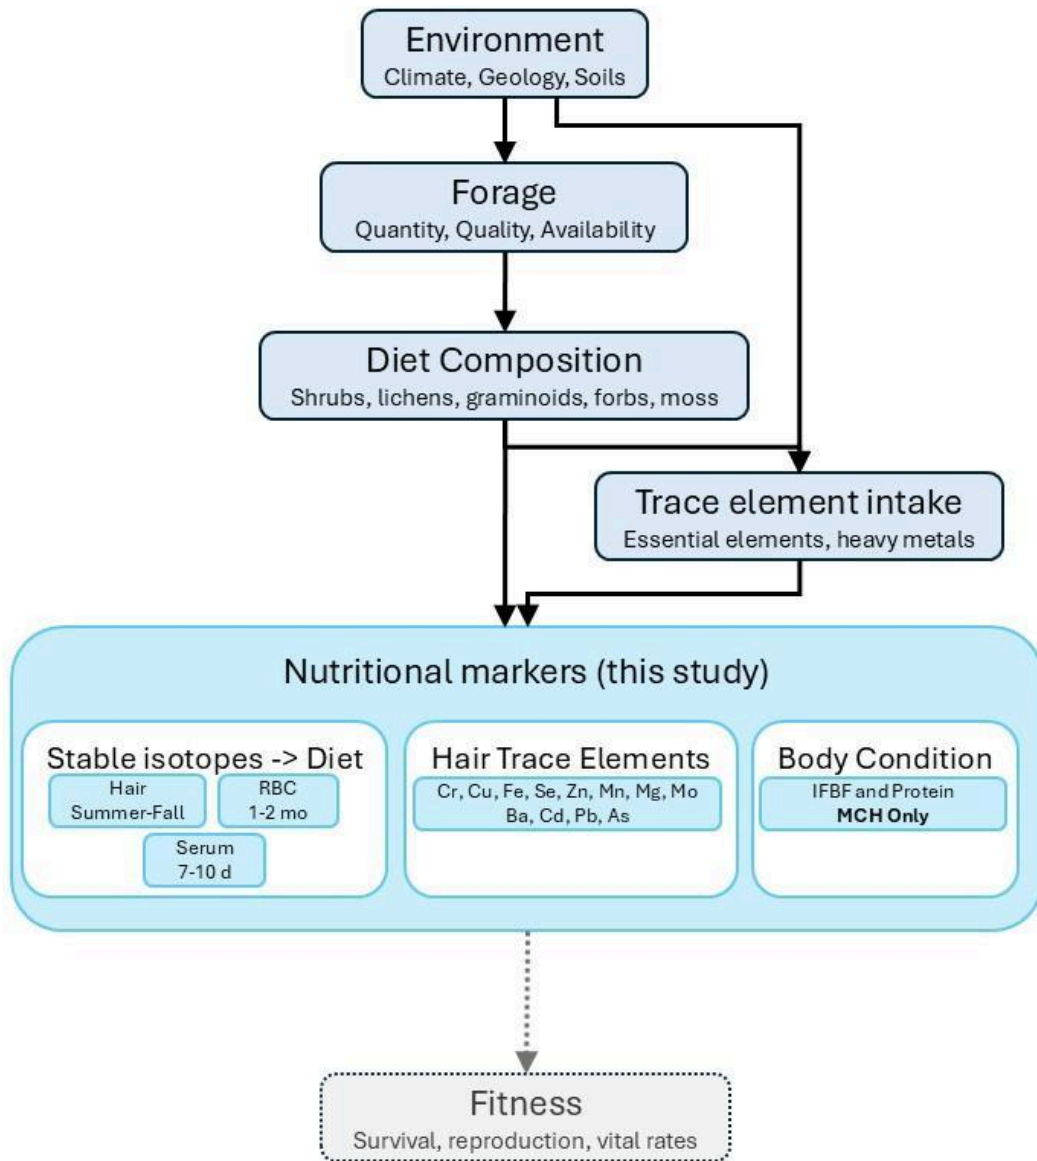 Environment
Climate, Geology, Soils
Forage
Quantity, Quality, Availability
Diet Composition
Shrubs, lichens, graminoids, forbs, moss
Trace element intake
Essential elements, heavy metals
Nutritional markers (this study)
Stable isotopes -> Diet
Hair
Summer-Fall
RBC
1-2 mo
Serum
7-10 d
Hair Trace Elements
Cr, Cu, Fe, Se, Zn, Mn, Mg, Mo
Ba, Cd, Pb, As
Body Condition
IFBF and Protein
MCH Only
Fitness
Survival, reproduction, vital rates